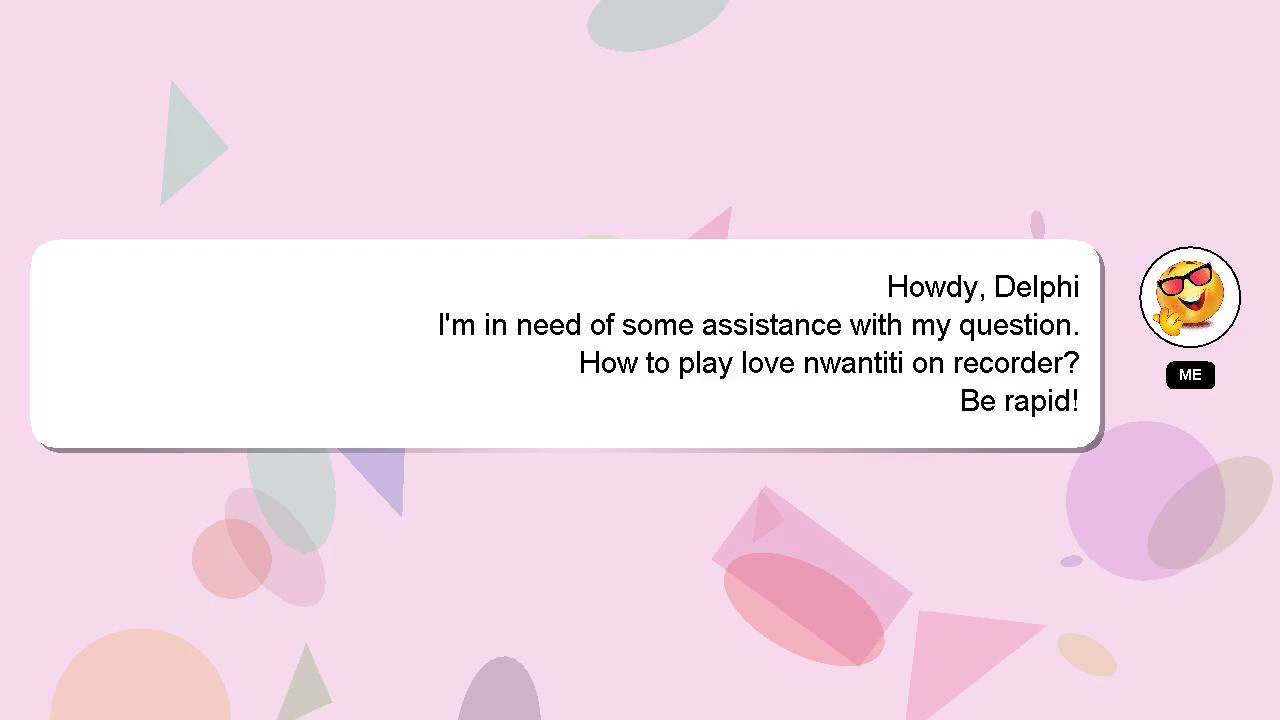 Howdy, Delphi
I'm in need of some assistance with my question.
How to play love nwantiti on recorder?
Be rapid!
ME